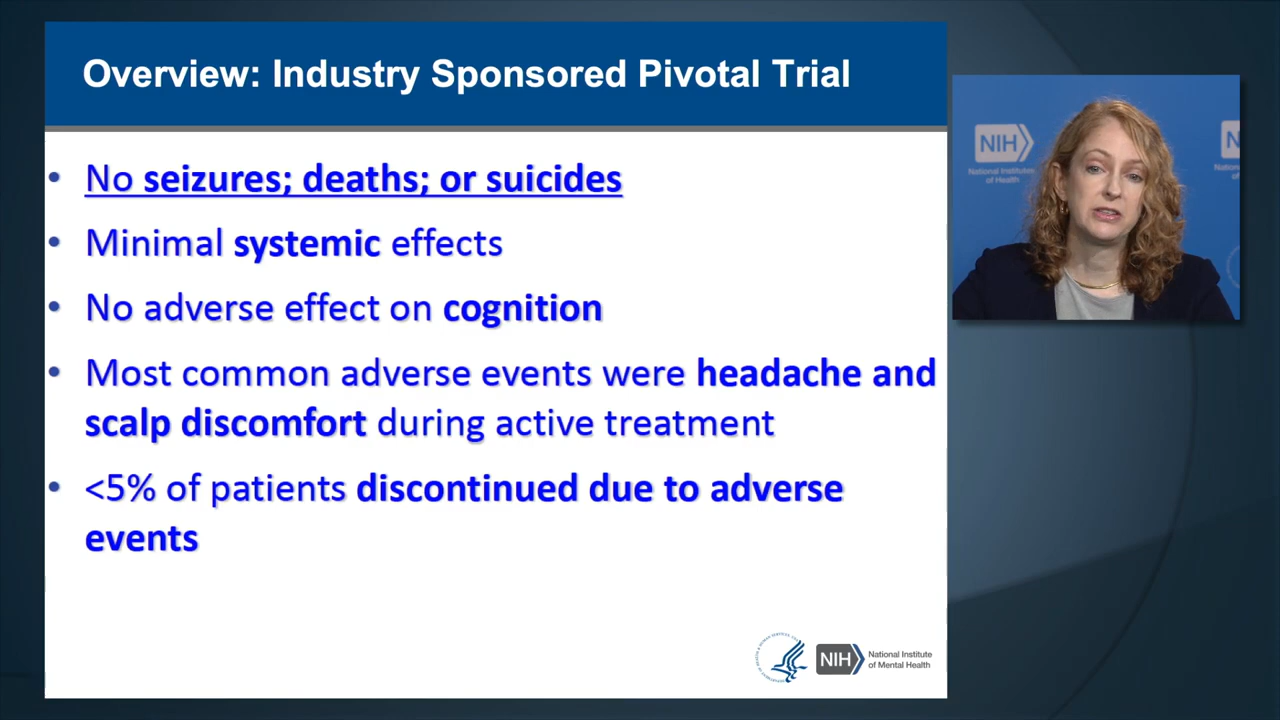 Overview: Industry Sponsored Pivotal Trial
• No seizures; deaths; or suicides
• Minimal systemic effects
• No adverse effect on cognition
• Most common adverse events were headache and
scalp discomfort during active treatment
• <5% of patients discontinued due to adverse
events
NIH
National Institute
of Mental Health
NIH
National Institutes
of Health